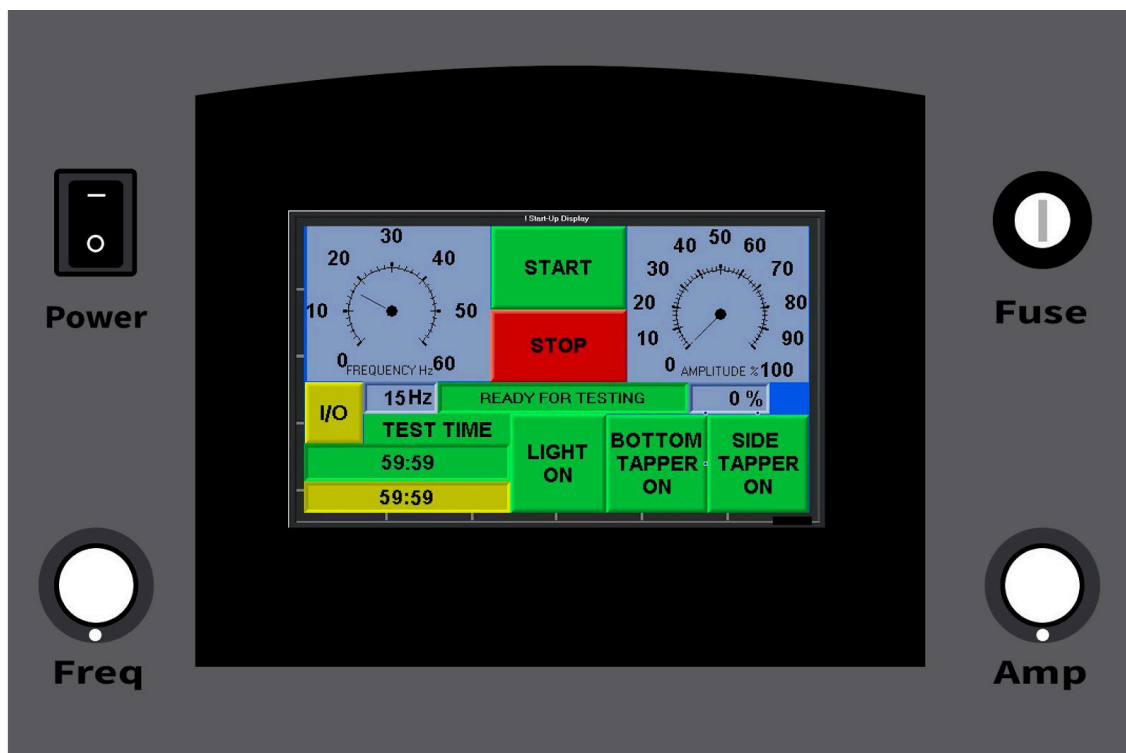 ! Start-Up Display
30
20
40
10
50
0
60
FREQUENCY Hz
START
STOP
50
40
60
30
70
20
80
10
90
0
100
AMPLITUDE %
I/O
15 Hz
READY FOR TESTING
0 %
TEST TIME
59:59
59:59
LIGHT
ON
BOTTOM
TAPPER
ON
SIDE
TAPPER
ON
Power
Fuse
Freq
Amp